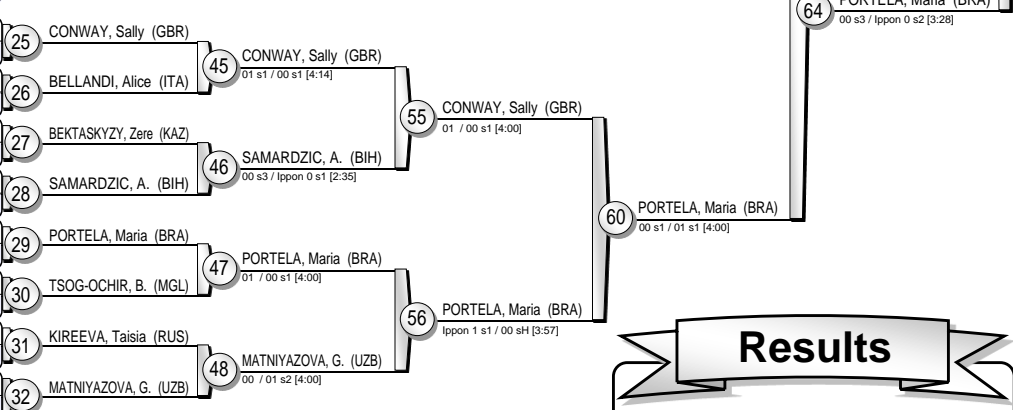 PORTELA, Maria (BRA)
64
00 s3 / Ippon 0 s2 [3:28]
25
CONWAY, Sally (GBR)
45
CONWAY, Sally (GBR)
01 s1 / 00 s1 [4:14]
26
BELLANDI, Alice (ITA)
55
CONWAY, Sally (GBR)
01 / 00 s1 [4:00]
27
BEKTASKYZY, Zere (KAZ)
46
SAMARDZIC, A. (BIH)
00 s3 / Ippon 0 s1 [2:35]
28
SAMARDZIC, A. (BIH)
60
PORTELA, Maria (BRA)
00 s1 / 01 s1 [4:00]
29
PORTELA, Maria (BRA)
47
PORTELA, Maria (BRA)
01 / 00 s1 [4:00]
30
TSOG-OCHIR, B. (MGL)
56
PORTELA, Maria (BRA)
Ippon 1 s1 / 00 sH [3:57]
31
KIREEVA, Taisia (RUS)
48
MATNIYAZOVA, G. (UZB)
00 / 01 s2 [4:00]
32
MATNIYAZOVA, G. (UZB)
Results